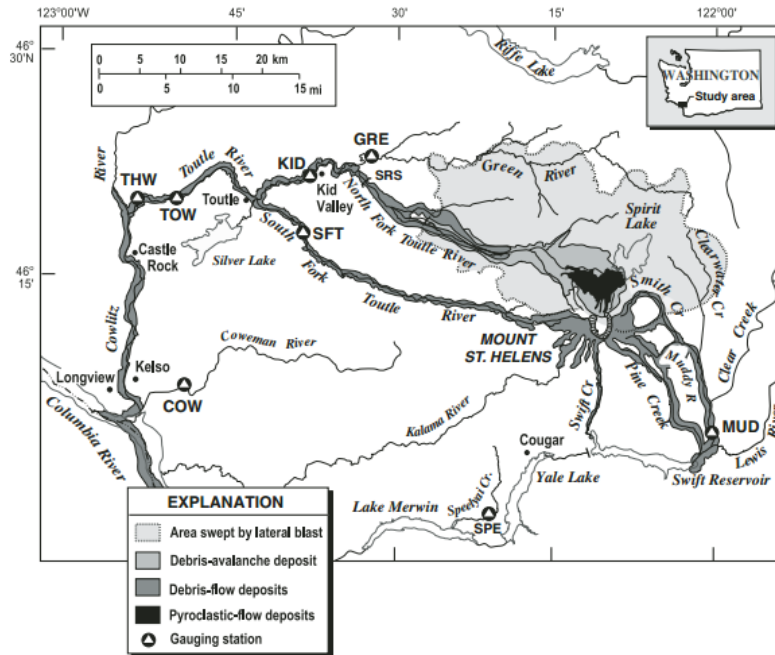 123°00'W
45'
30'
15'
122°00'
46°
30'N
0 5 10 20 km
0 5 10 15 mi
Riffe Lake
WASHINGTON
Study area
River
THW
Toutle
River
TOW
Toutle
KID
Kid
Valley
GRE
SRS
Green
River
North Fork Toutle River
Spirit
Lake
Clearwater Cr
South
Fork
SFT
Toutle
River
Silver Lake
Castle
Rock
46°
15'
Smith Cr
MOUNT
ST. HELENS
Muddy R
Clear Creek
Cowlitz
Coweman River
Longview
Kelso
COW
Columbia River
Kalama River
Swift Cr
Pine Creek
MUD
Lewis
River
Cougar
Yale Lake
Swift Reservoir
Lake Merwin
Speelyai Cr.
SPE
EXPLANATION
Area swept by lateral blast
Debris-avalanche deposit
Debris-flow deposits
Pyroclastic-flow deposits
Gauging station